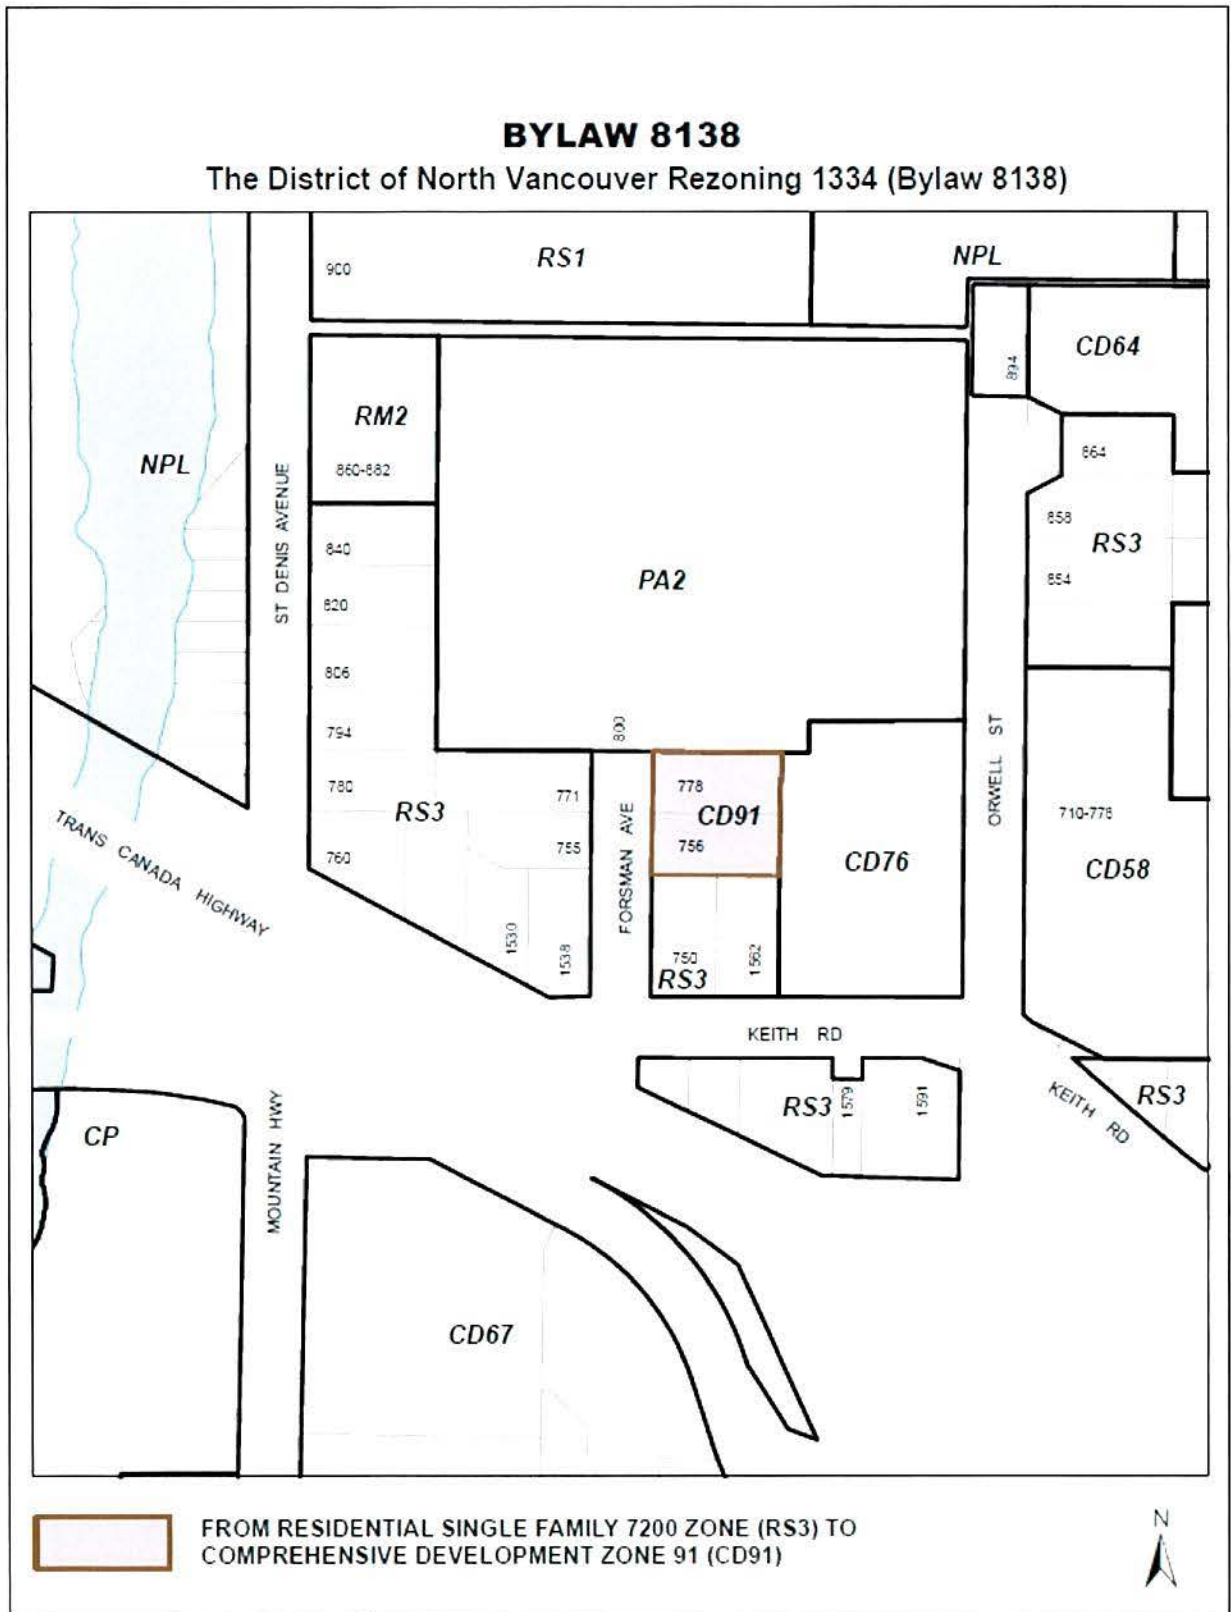 BYLAW 8138
The District of North Vancouver Rezoning 1334 (Bylaw 8138)
RS1
NPL
900
CD64
894
RM2
860-882
NPL
864
ST DENIS AVENUE
840
858
RS3
PA2
854
820
806
794
800
ORWELL ST
780
RS3
771
778
CD91
756
755
710-778
TRANS CANADA HIGHWAY
760
FORSMAN AVE
CD76
CD58
1530
1538
750
1562
RS3
KEITH RD
MOUNTAIN HWY
CP
RS3
1579
1591
KEITH RD
RS3
CD67
FROM RESIDENTIAL SINGLE FAMILY 7200 ZONE (RS3) TO
COMPREHENSIVE DEVELOPMENT ZONE 91 (CD91)
N